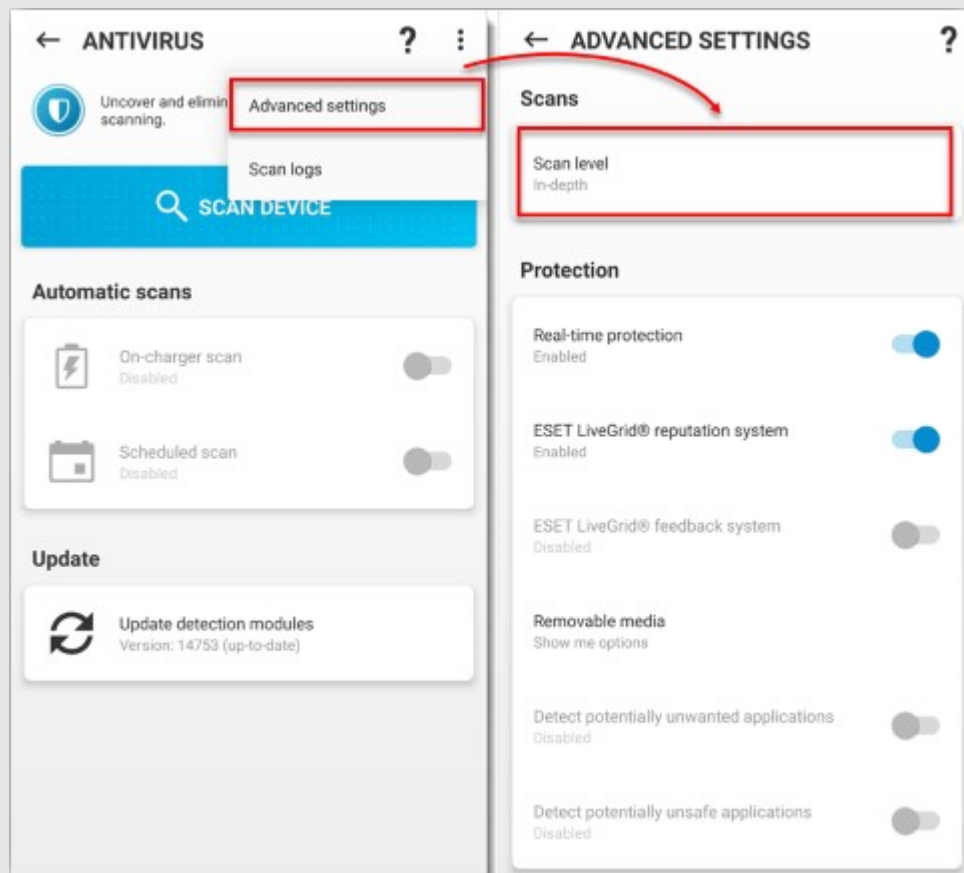 ANTIVIRUS ?
Uncover and elimin
scanning.
Advanced settings
Scan logs
SCAN DEVICE
Automatic scans
On-charger scan
Disabled
Scheduled scan
Disabled
Update
Update detection modules
Version: 14753 (up-to-date)
ADVANCED SETTINGS ?
Scans
Scan level
In-depth
Protection
Real-time protection
Enabled
ESET LiveGrid® reputation system
Enabled
ESET LiveGrid® feedback system
Disabled
Removable media
Show me options
Detect potentially unwanted applications
Disabled
Detect potentially unsafe applications
Disabled